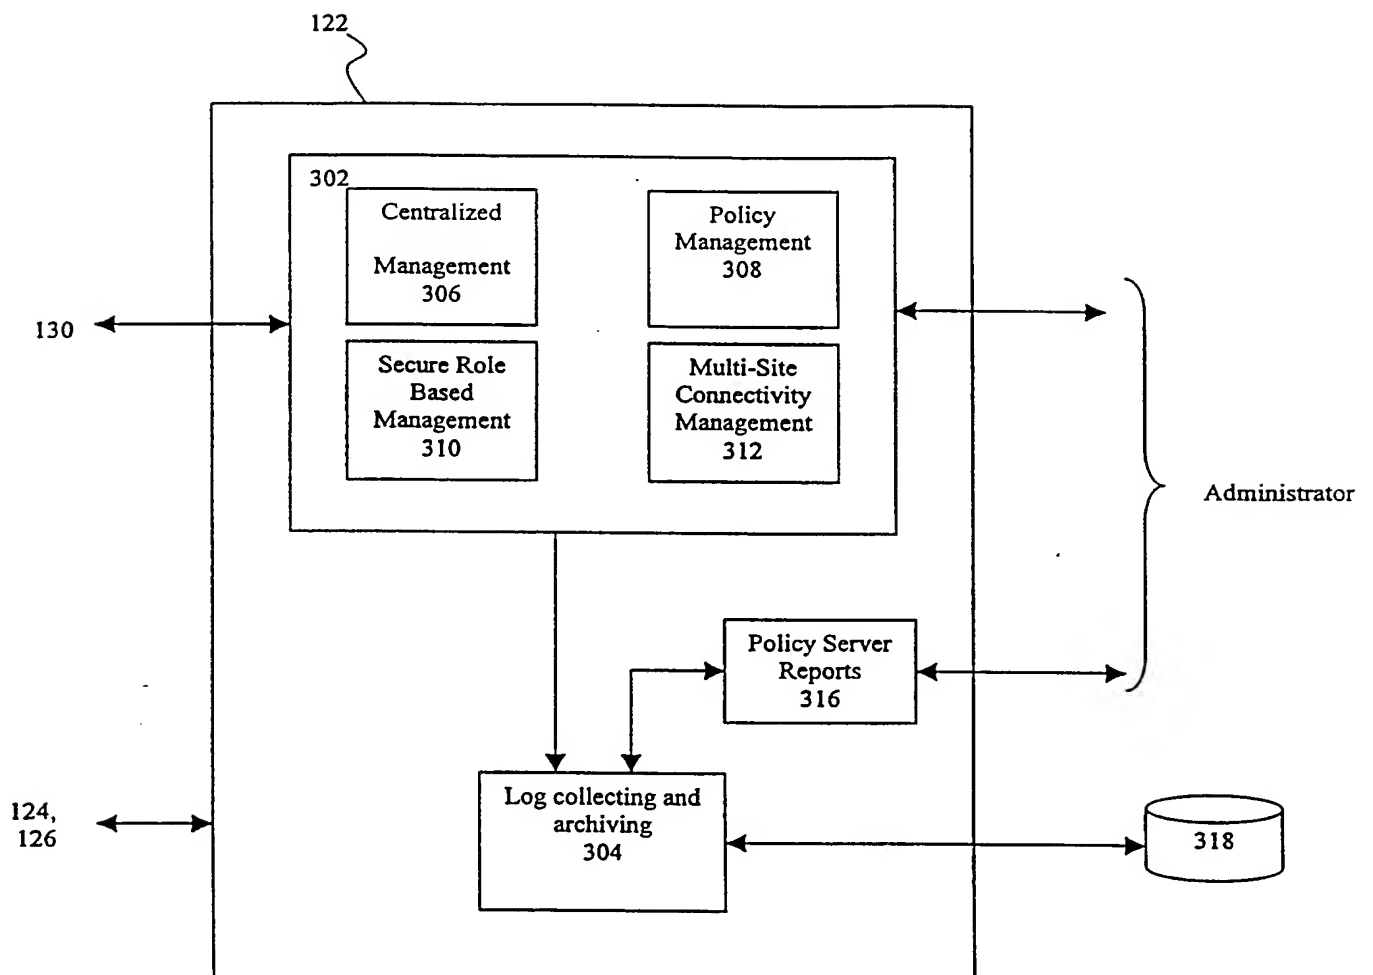 122
302
Centralized
Management
306
Policy
Management
308
130
Secure Role
Based
Management
310
Multi-Site
Connectivity
Management
312
Administrator
Policy Server
Reports
316
124,
126
Log collecting and
archiving
304
318